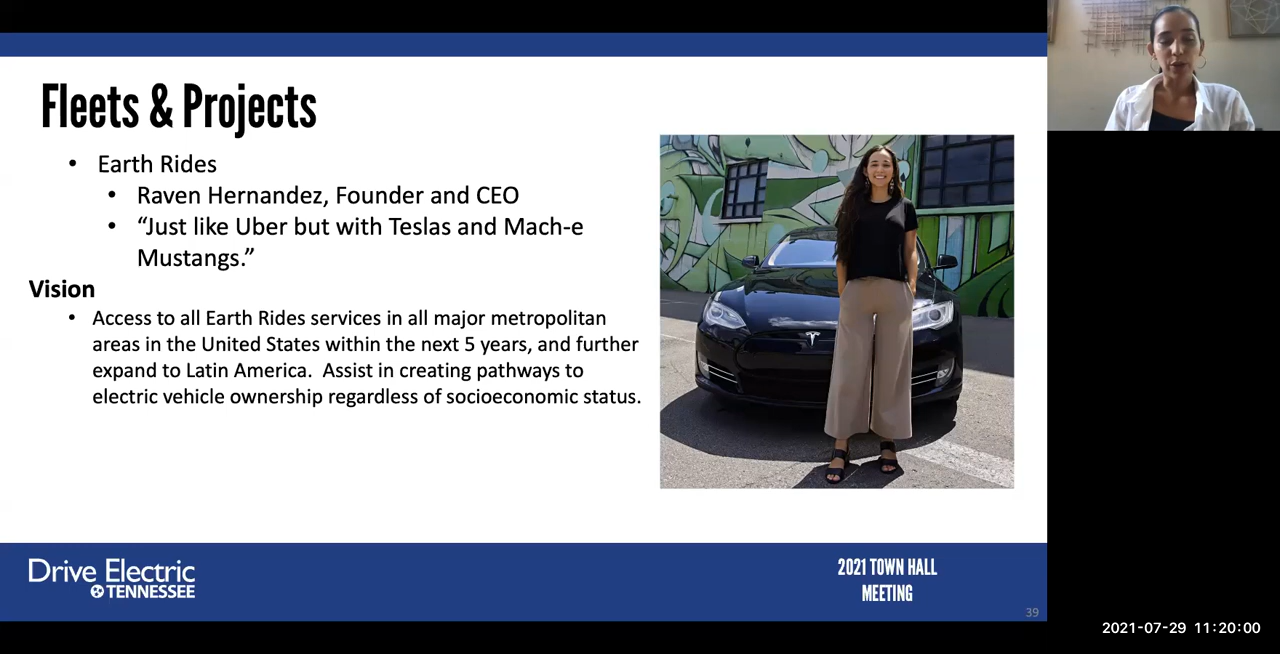 Fleets & Projects
• Earth Rides
• Raven Hernandez, Founder and CEO
• “Just like Uber but with Teslas and Mach-e
Mustangs.”
Vision
• Access to all Earth Rides services in all major metropolitan
areas in the United States within the next 5 years, and further
expand to Latin America.  Assist in creating pathways to
electric vehicle ownership regardless of socioeconomic status.
Drive Electric
TENNESSEE
2021 TOWN HALL
MEETING
39
2021-07-29 11:20:00